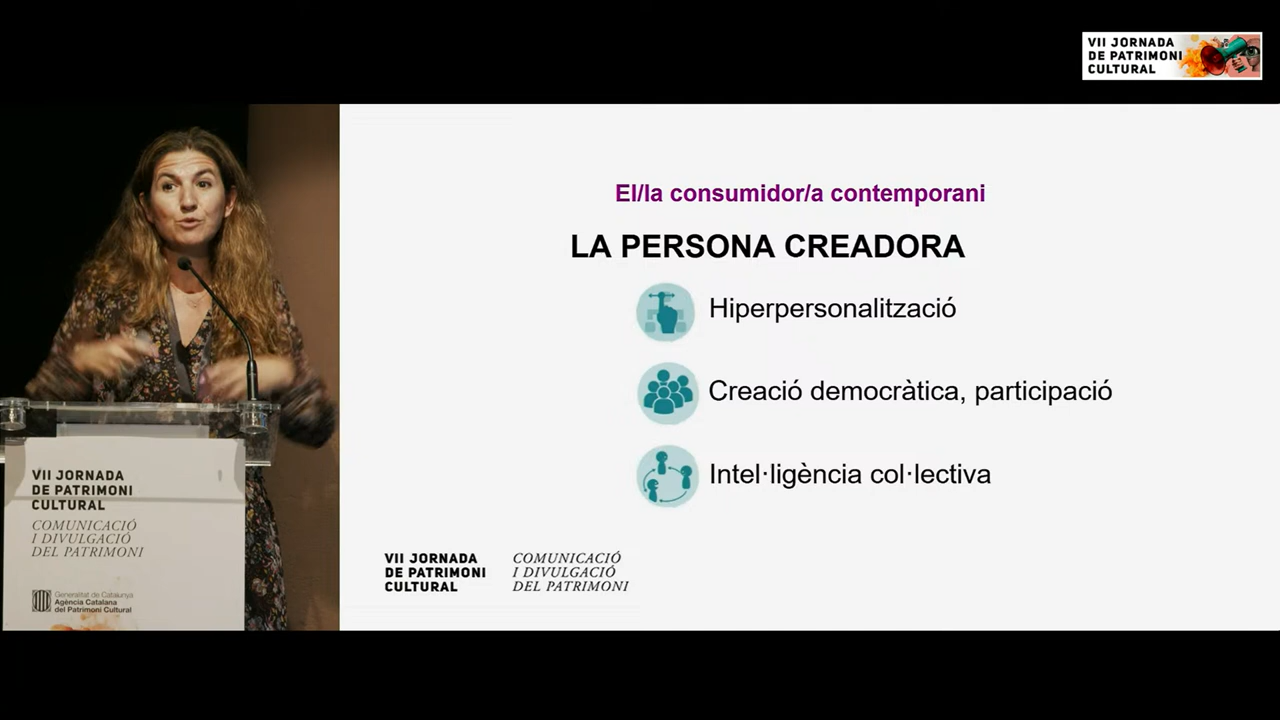 VII JORNADA
DE PATRIMONI
CULTURAL
El/la consumidor/a contemporani
LA PERSONA CREADORA
Hiperpersonalització
Creació democràtica, participació
Intel·ligència col·lectiva
VII JORNADA
DE PATRIMONI
CULTURAL
COMUNICACIÓ
I DIVULGACIÓ
DEL PATRIMONI
VII JORNADA
DE PATRIMONI
CULTURAL
COMUNICACIÓ
I DIVULGACIÓ
DEL PATRIMONI
Generalitat de Catalunya
Agència Catalana
del Patrimoni Cultural